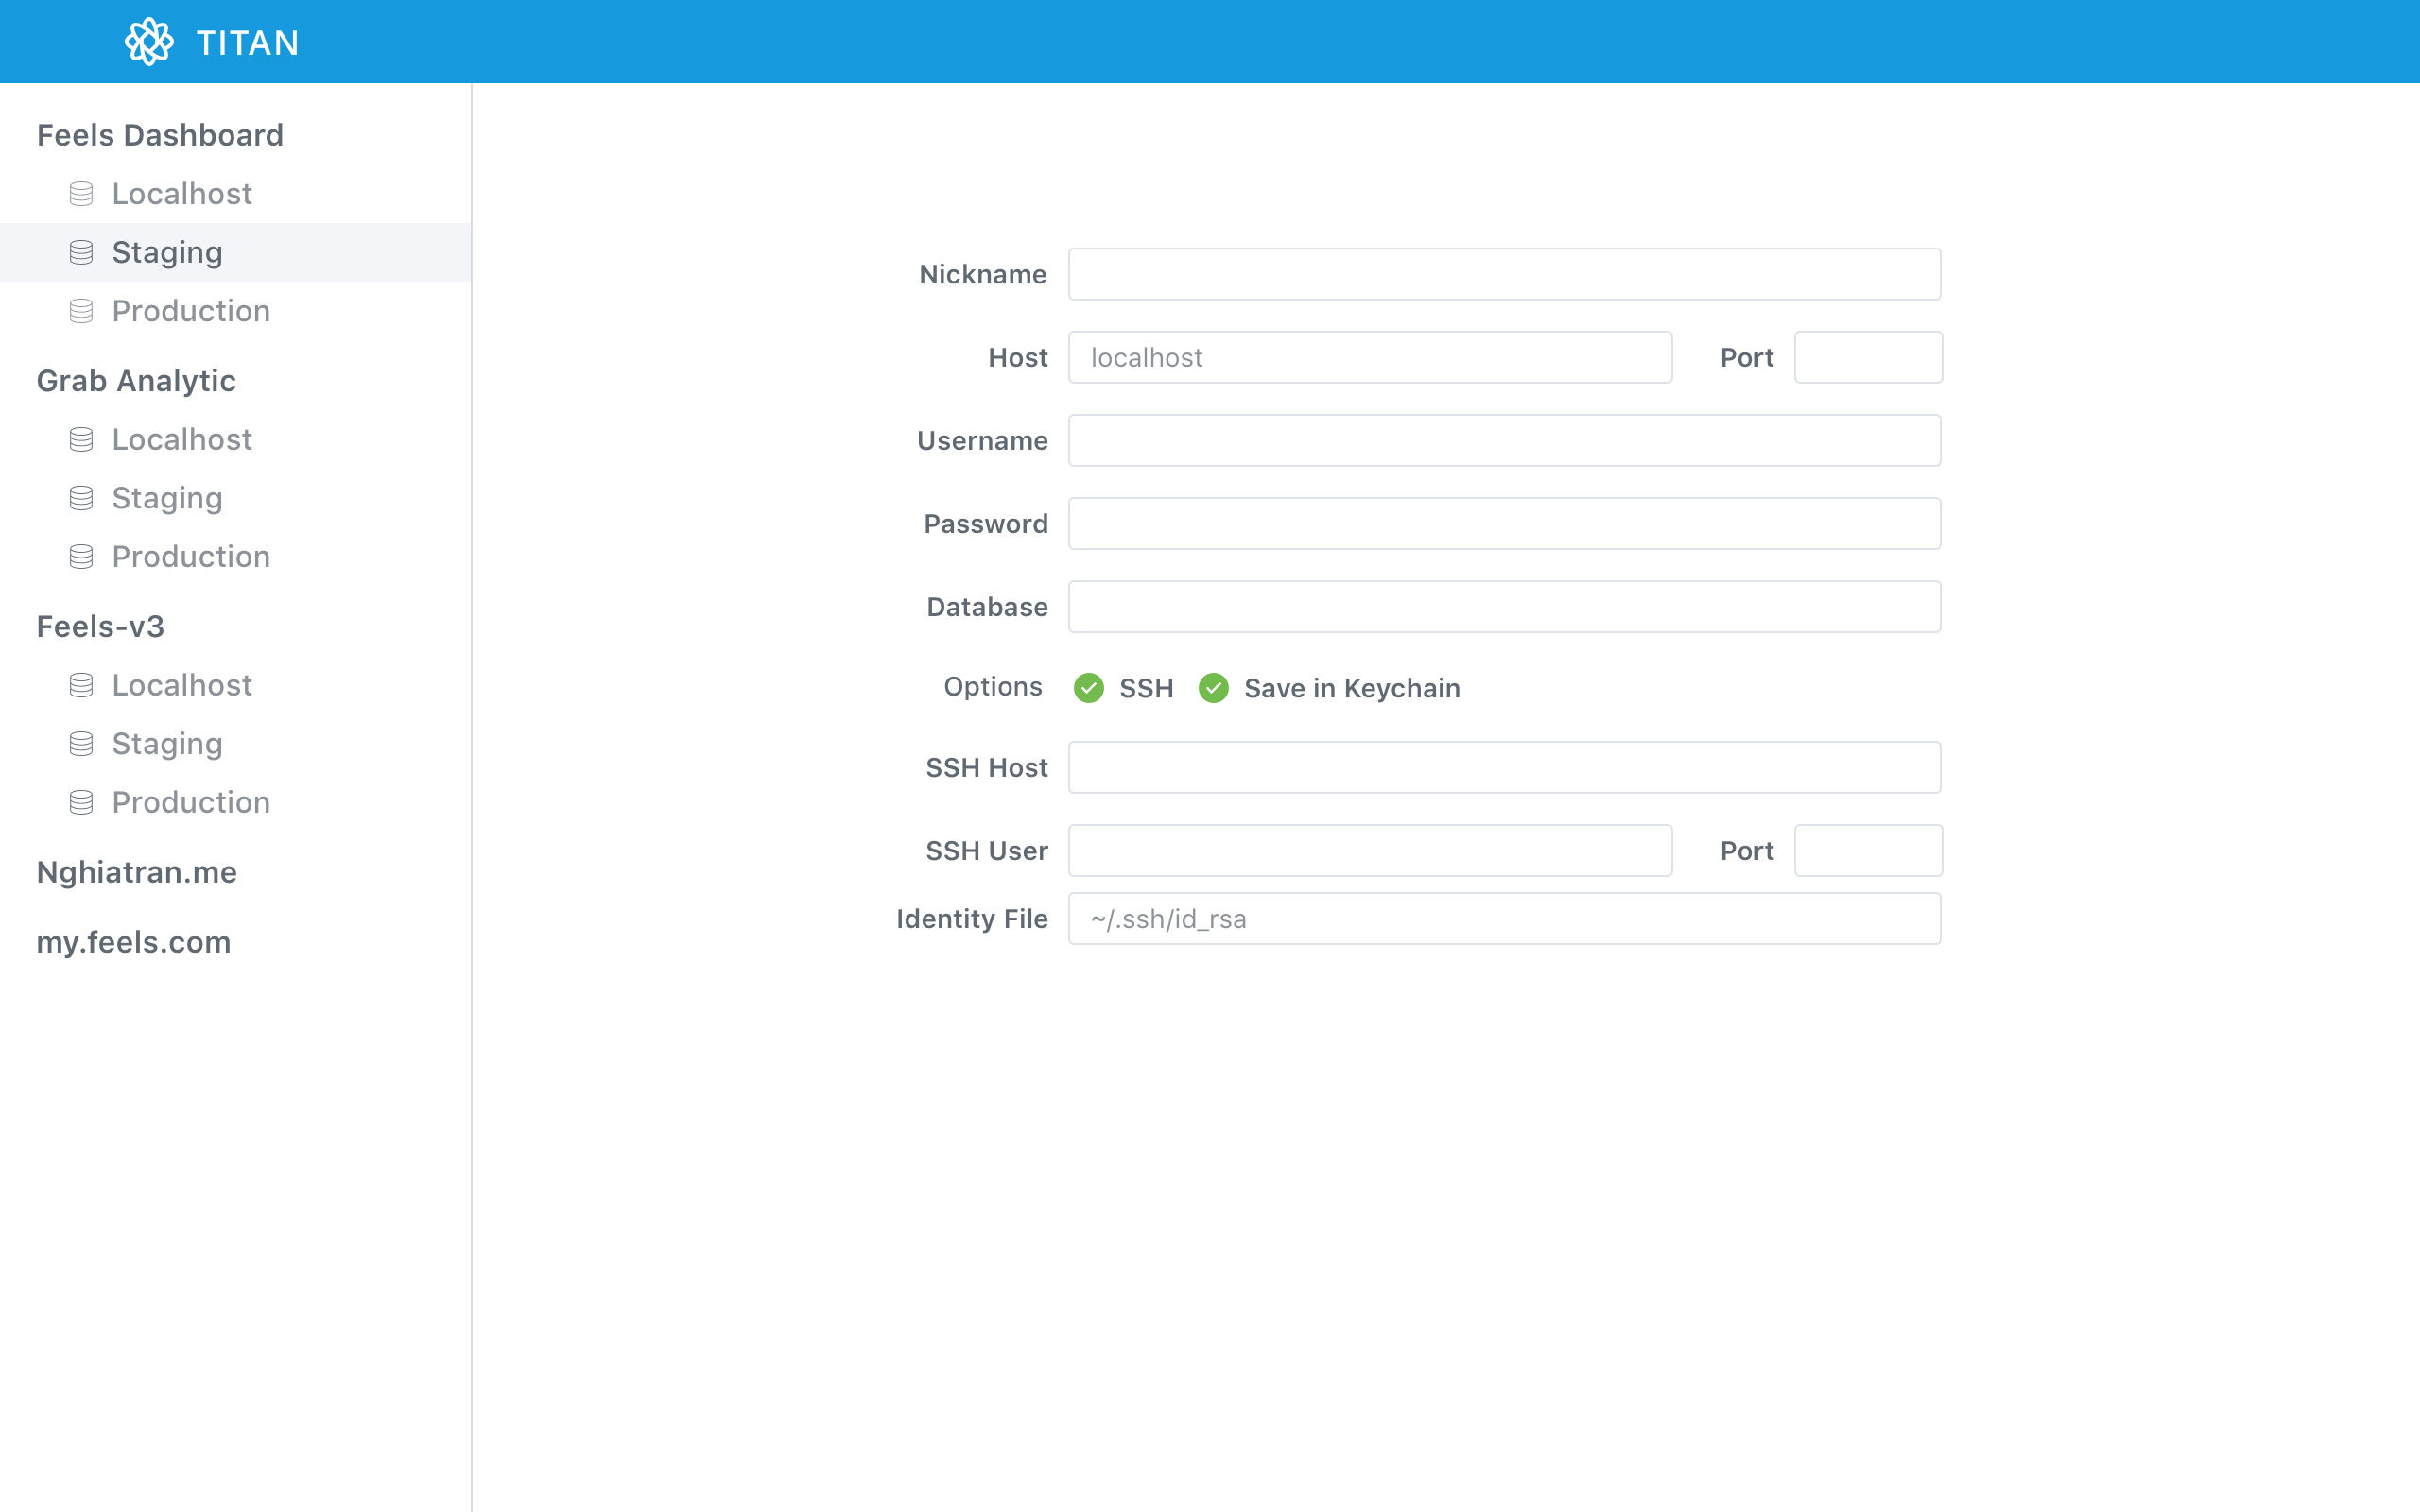 TITAN
Feels Dashboard
Localhost
Staging
Production
Grab Analytic
Localhost
Staging
Production
Feels-v3
Localhost
Staging
Production
Nghiatran.me
my.feels.com
Nickname
Host localhost Port
Username
Password
Database
Options SSH Save in Keychain
SSH Host
SSH User Port
Identity File ~/.ssh/id_rsa